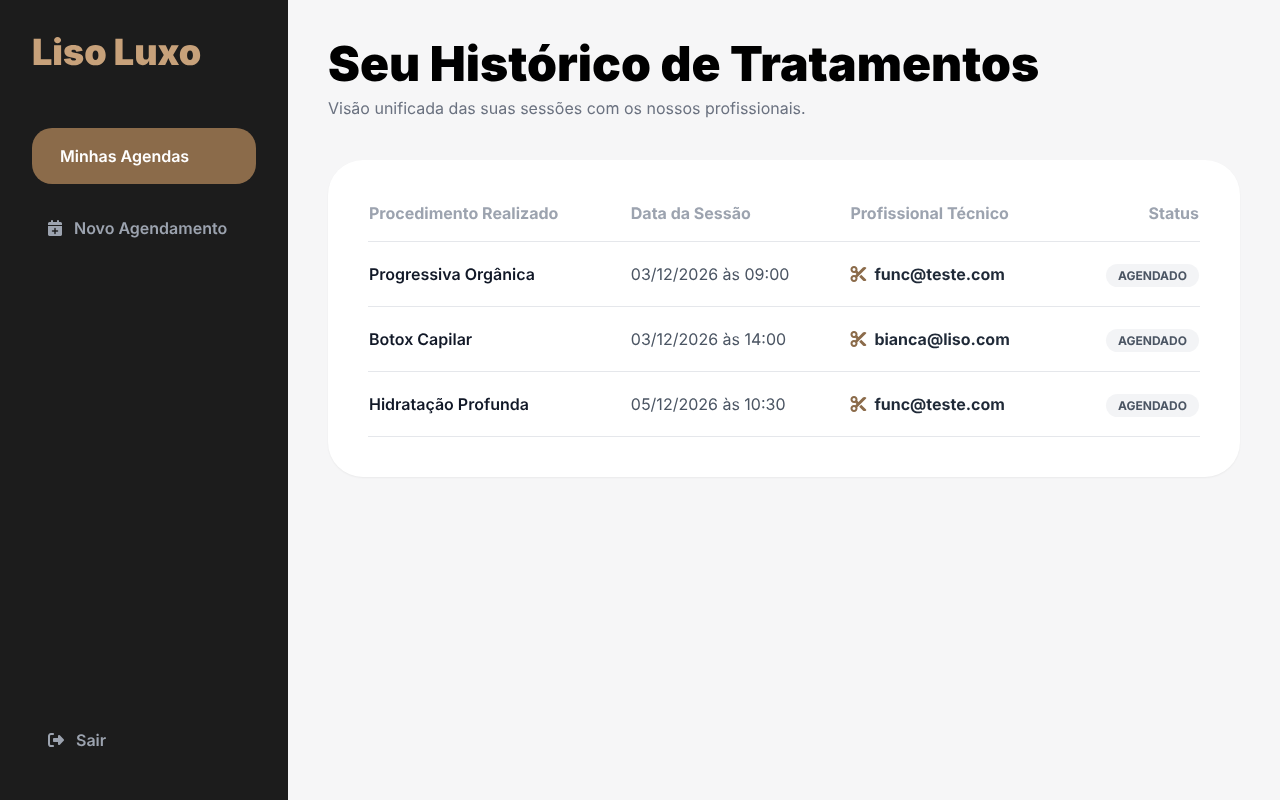 Liso Luxo
Minhas Agendas
Novo Agendamento
Sair
Seu Histórico de Tratamentos
Visão unificada das suas sessões com os nossos profissionais.
Procedimento Realizado Data da Sessão Profissional Técnico Status
Progressiva Orgânica 03/12/2026 às 09:00 func@teste.com AGENDADO
Botox Capilar 03/12/2026 às 14:00 bianca@liso.com AGENDADO
Hidratação Profunda 05/12/2026 às 10:30 func@teste.com AGENDADO